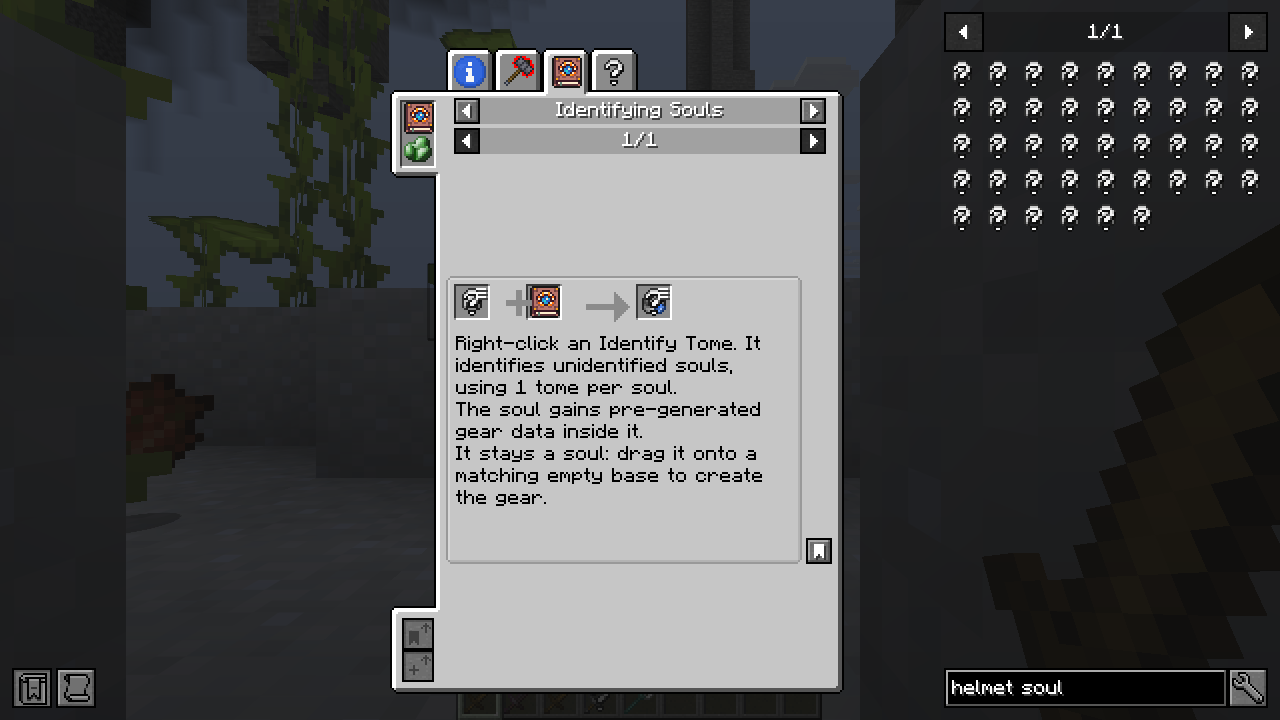 1/1
Identifying Souls
1/1
Right-click an Identify Tome. It
identifies unidentified souls,
using 1 tome per soul.
The soul gains pre-generated
gear data inside it.
It stays a soul: drag it onto a
matching empty base to create
the gear.
helmet soul